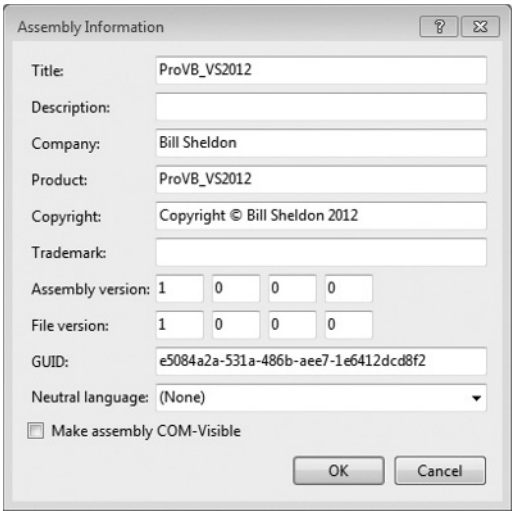 Assembly Information
Title: ProVB_VS2012
Description:
Company: Bill Sheldon
Product: ProVB_VS2012
Copyright: Copyright © Bill Sheldon 2012
Trademark:
Assembly version: 1 0 0 0
File version: 1 0 0 0
GUID: e5084a2a-531a-486b-aee7-1e6412dcd8f2
Neutral language: (None)
Make assembly COM-Visible
OK Cancel